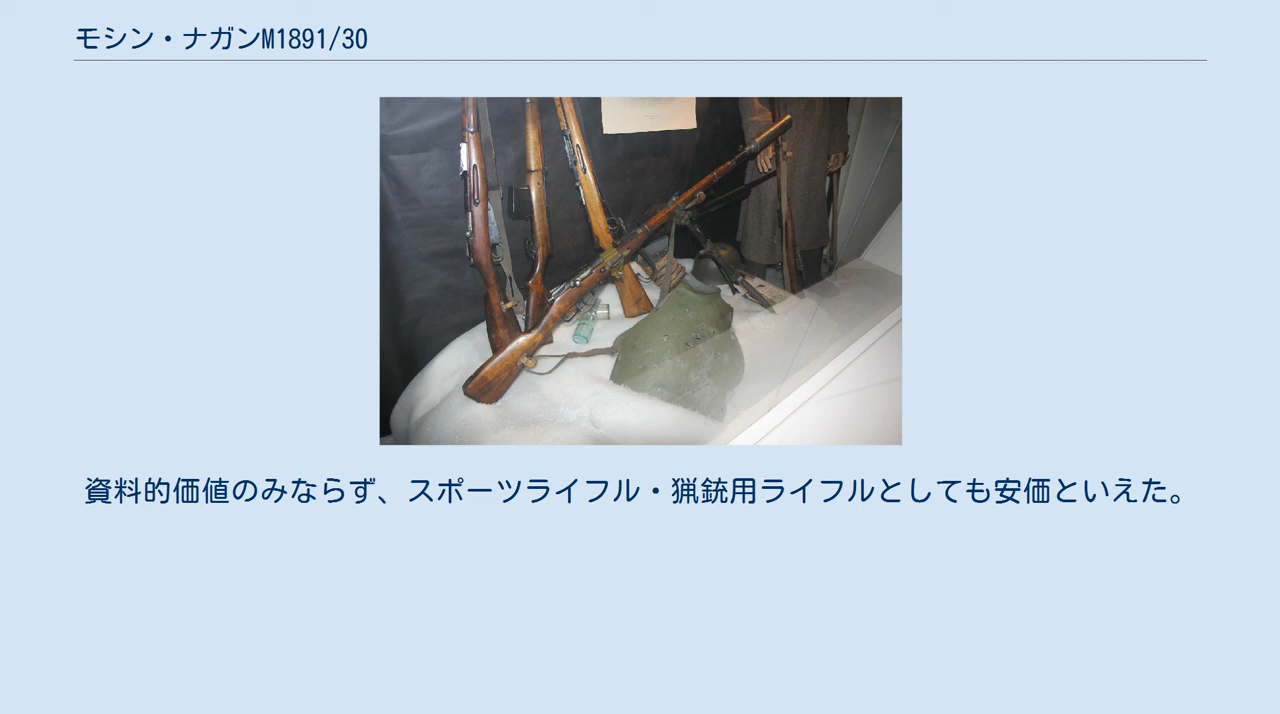 モシン・ナガンM1891/30
資料的価値のみならず、スポーツライフル・猟銃用ライフルとしても安価といえた。